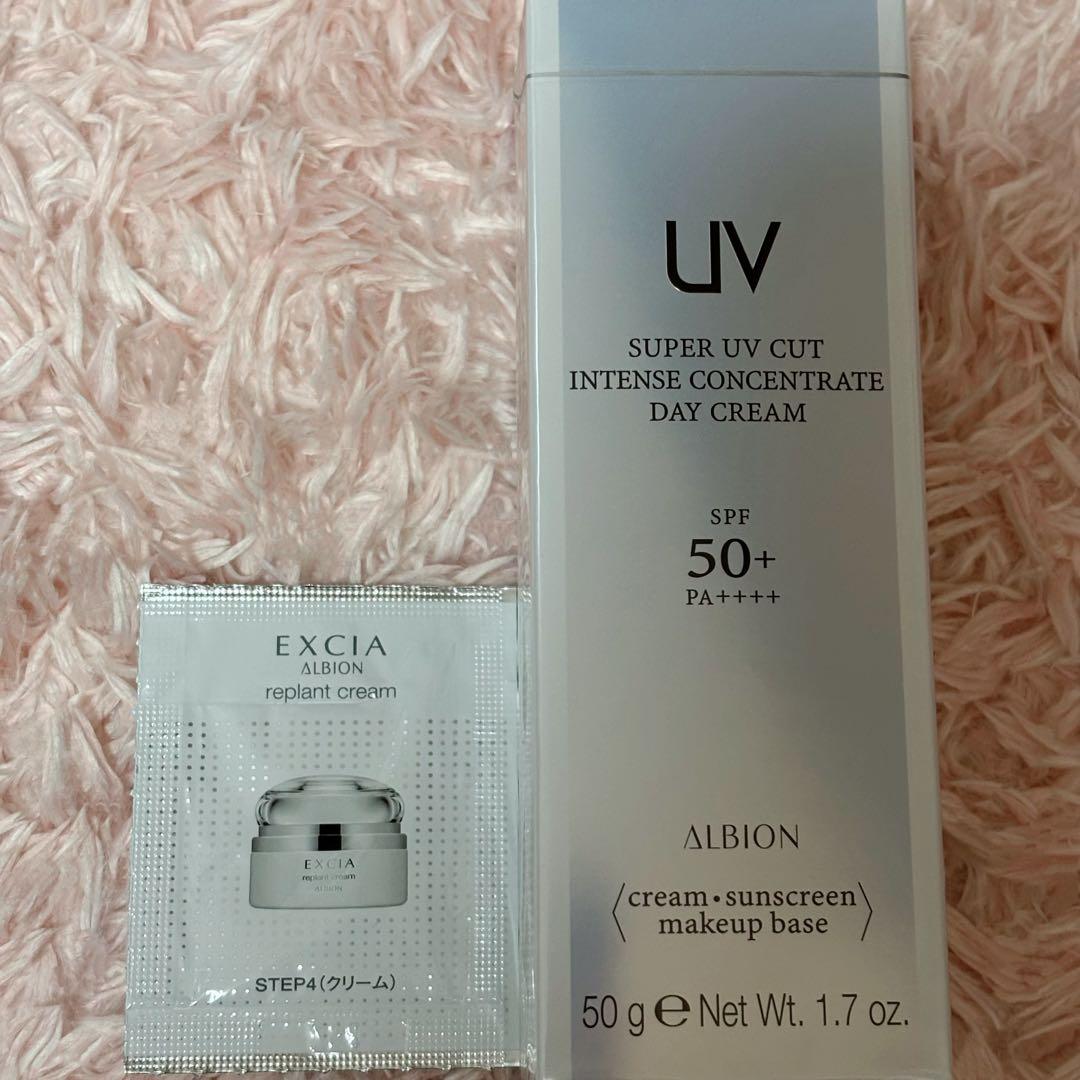 EXCIA
ALBION
replant cream
EXCIA
replant cream
ALBION
STEP4(クリーム)
UV
SUPER UV CUT
INTENSE CONCENTRATE
DAY CREAM
SPF
50+
PA++++
ALBION
〈cream・sunscreen
makeup base〉
50 g ℮ Net Wt. 1.7 oz.